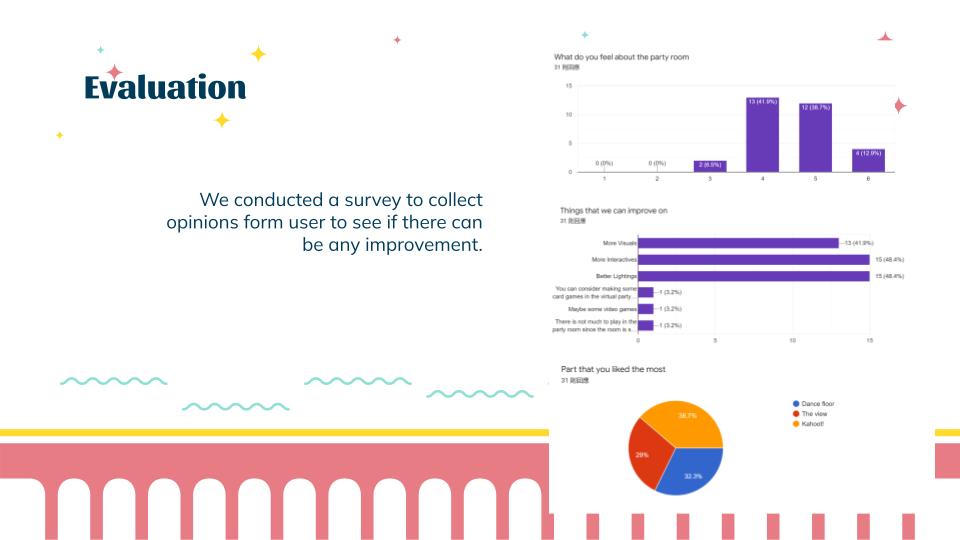 Evaluation
We conducted a survey to collect
opinions form user to see if there can
be any improvement.
What do you feel about the party room
31 則回應
15
10
5
0
0 (0%)
0 (0%)
2 (6.5%)
13 (41.9%)
12 (38.7%)
4 (12.9%)
1 2 3 4 5 6
Things that we can improve on
31 則回應
More Visuals 13 (41.9%)
More Interactives 15 (48.4%)
Better Lightings 15 (48.4%)
You can consider making some
card games in the virtual party... 1 (3.2%)
Maybe some video games 1 (3.2%)
There is not much to play in the
party room since the room is s... 1 (3.2%)
0 5 10 15
Part that you liked the most
31 則回應
Dance floor
The view
Kahoot!
38.7%
29%
32.3%